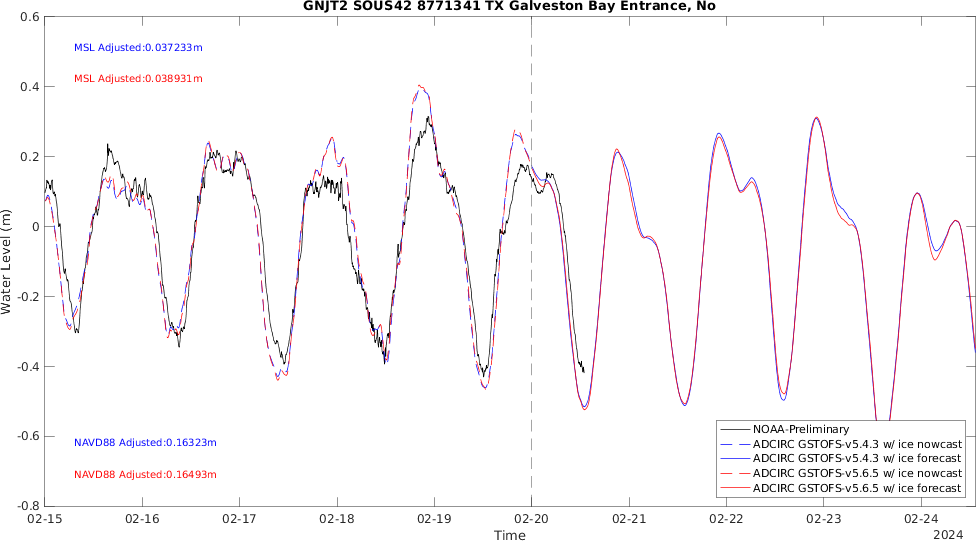 GNJT2 SOUS42 8771341 TX Galveston Bay Entrance, No
0.6
0.4
0.2
0
-0.2
-0.4
-0.6
-0.8
Water Level (m)
MSL Adjusted:0.037233m
MSL Adjusted:0.038931m
NAVD88 Adjusted:0.16323m
NAVD88 Adjusted:0.16493m
NOAA-Preliminary
ADCIRC GSTOFS-v5.4.3 w/ ice nowcast
ADCIRC GSTOFS-v5.4.3 w/ ice forecast
ADCIRC GSTOFS-v5.6.5 w/ ice nowcast
ADCIRC GSTOFS-v5.6.5 w/ ice forecast
02-15 02-16 02-17 02-18 02-19 02-20 02-21 02-22 02-23 02-24
Time
2024